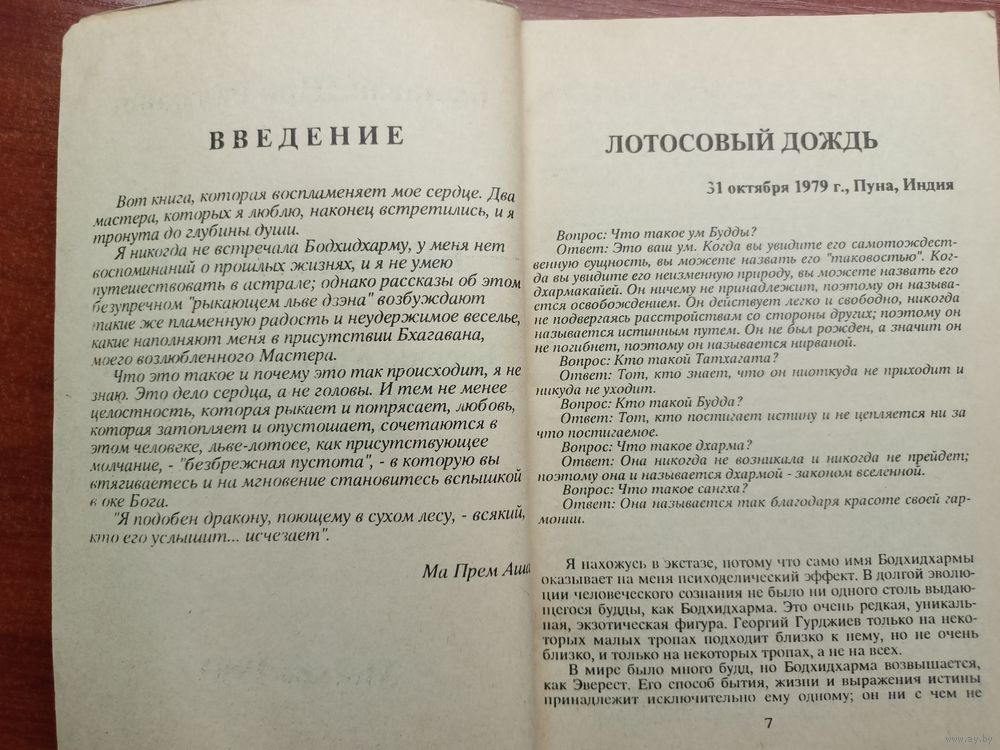 ВВЕДЕНИЕ
Вот книга, которая воспламеняет мое сердце. Два
мастера, которых я люблю, наконец встретились, и я
тронута до глубины души.
Я никогда не встречала Бодхидхарму, у меня нет
воспоминаний о прошлых жизнях, и я не умею
путешествовать в астрале; однако рассказы об этом
безупречном "рыкающем льве дзэна" возбуждают
такие же пламенную радость и неудержимое веселье,
какие наполняют меня в присутствии Бхагавана,
моего возлюбленного Мастера.
Что это такое и почему это так происходит, я не
знаю. Это дело сердца, а не головы. И тем не менее
целостность, которая рыкает и потрясает, любовь,
которая затопляет и опустошает, сочетаются в
этом человеке, льве-лотосе, как присутствующее
молчание, - "безбрежная пустота", - в которую вы
втягиваетесь и на мгновение становитесь вспышкой
в оке Бога.
"Я подобен дракону, поющему в сухом лесу, - всякий,
кто его услышит... исчезает".
Ма Прем Аша
ЛОТОСОВЫЙ ДОЖДЬ
31 октября 1979 г., Пуна, Индия
Вопрос: Что такое ум Будды?
Ответ: Это ваш ум. Когда вы увидите его самотождест-
венную сущность, вы можете назвать его "таковостью". Ког-
да вы увидите его неизменную природу, вы можете назвать его
дхармакайей. Он ничему не принадлежит, поэтому он называ-
ется освобождением. Он действует легко и свободно, никогда
не подвергаясь расстройствам со стороны других; поэтому он
называется истинным путем. Он не был рожден, а значит он
не погибнет, поэтому он называется нирваной.
Вопрос: Кто такой Татхагата?
Ответ: Тот, кто знает, что он ниоткуда не приходит и
никуда не уходит.
Вопрос: Кто такой Будда?
Ответ: Тот, кто постигает истину и не цепляется ни за
что постигаемое.
Вопрос: Что такое дхарма?
Ответ: Она никогда не возникала и никогда не прейдет;
поэтому она и называется дхармой - законом вселенной.
Вопрос: Что такое сангха?
Ответ: Она называется так благодаря красоте своей гар-
монии.
Я нахожусь в экстазе, потому что само имя Бодхидхармы
оказывает на меня психоделический эффект. В долгой эволю-
ции человеческого сознания не было ни одного столь выдаю-
щегося будды, как Бодхидхарма. Это очень редкая, уникаль-
ная, экзотическая фигура. Георгий Гурджиев только на неко-
торых малых тропах подходит близко к нему, но не очень
близко, и только на некоторых тропах, а не на всех.
В мире было много будд, но Бодхидхарма возвышается,
как Эверест. Его способ бытия, жизни и выражения истины
принадлежит исключительно ему одному; он ни с чем не
7
www.ay.by